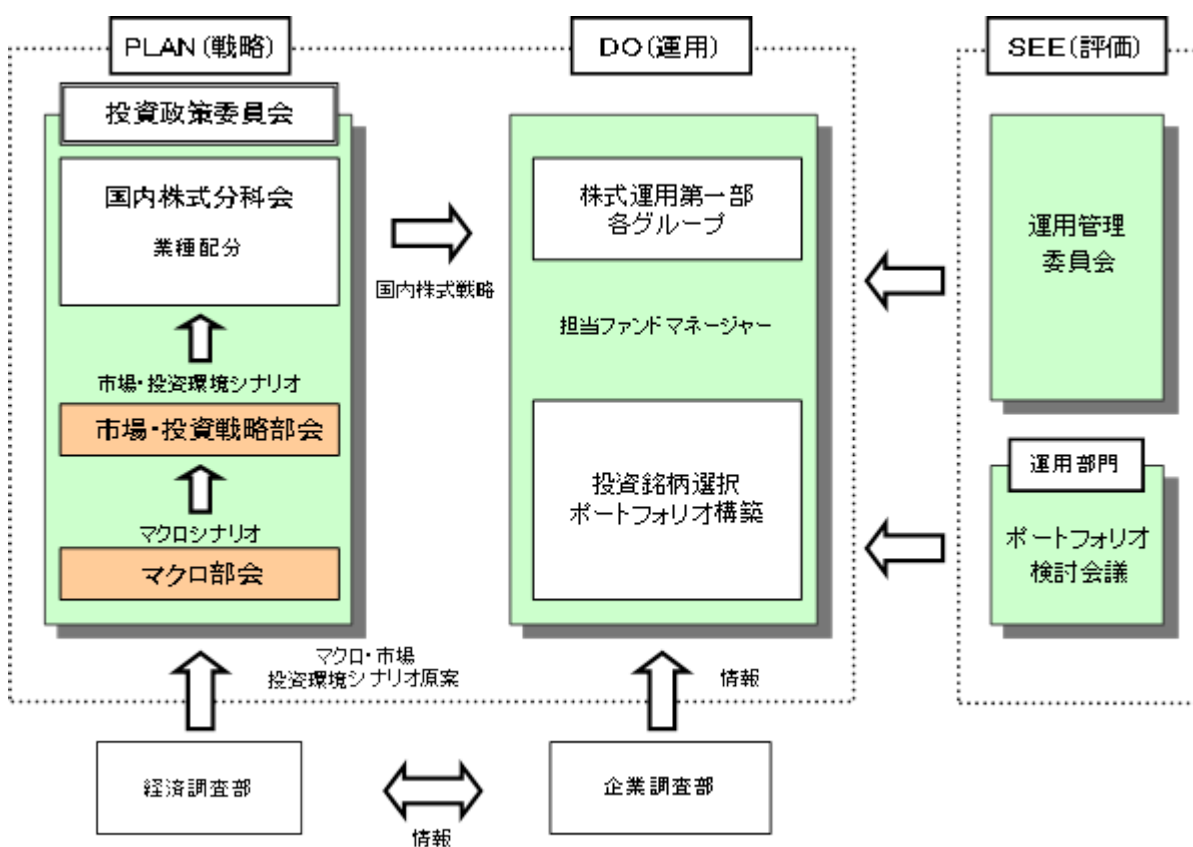 PLAN(戦略)
DO(運用)
SEE(評価)
投資政策委員会
国内株式分科会
業種配分
市場・投資環境シナリオ
市場・投資戦略部会
マクロシナリオ
マクロ部会
国内株式戦略
株式運用第一部
各グループ
担当ファンドマネージャー
投資銘柄選択
ポートフォリオ構築
運用管理
委員会
運用部門
ポートフォリオ
検討会議
マクロ・市場
投資環境シナリオ原案
情報
経済調査部
情報
企業調査部